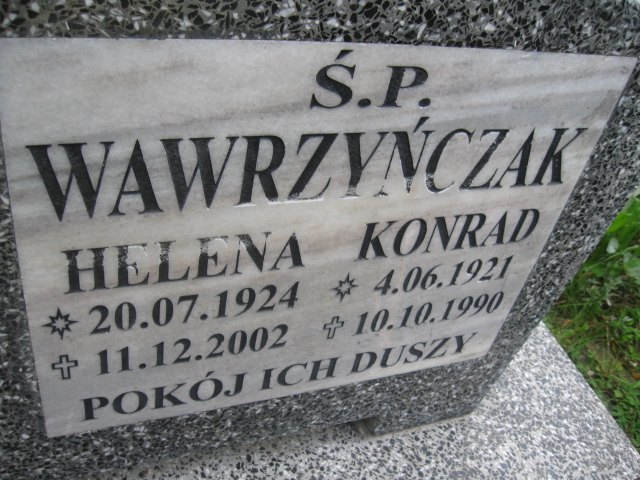 Ś.P.
WAWRZYŃCZAK
HELENA KONRAD
20.07.1924 4.06.1921
11.12.2002 10.10.1990
POKÓJ ICH DUSZY